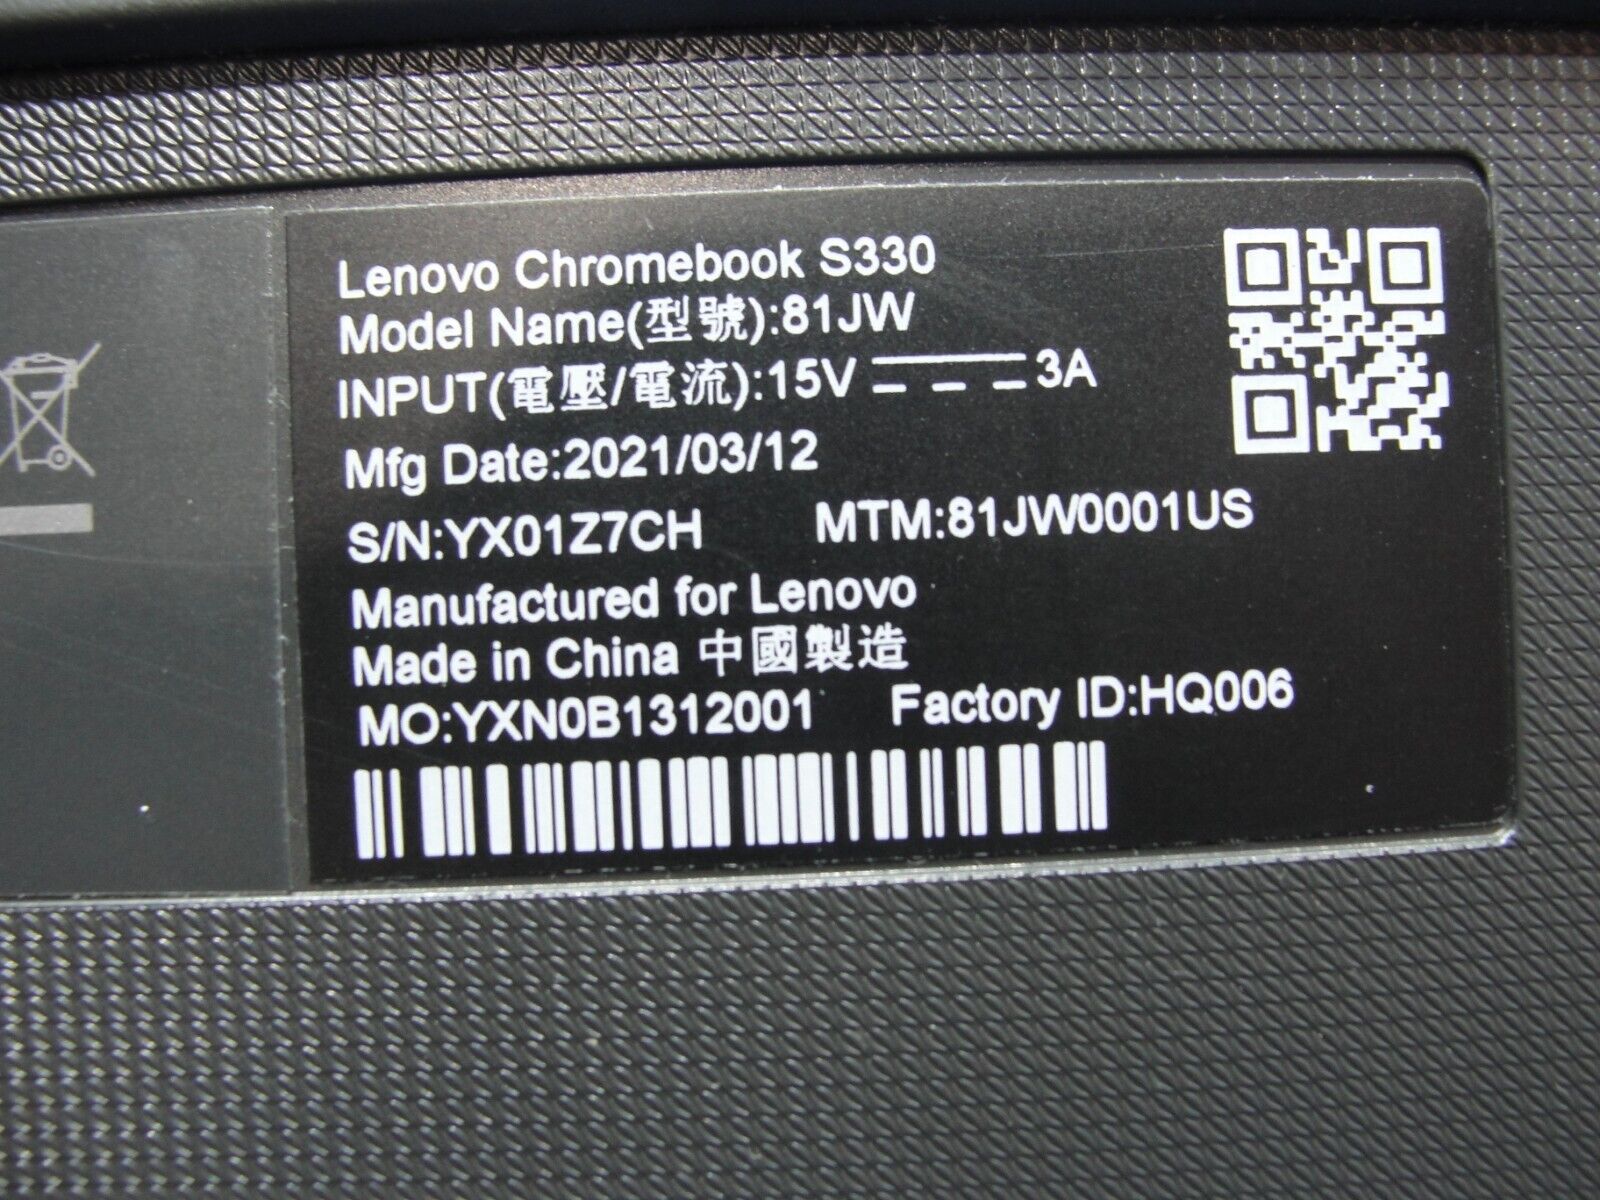 Lenovo Chromebook S330
Model Name(型號):81JW
INPUT(電壓/電流):15V 3A
Mfg Date:2021/03/12
S/N:YX01Z7CH MTM:81JW0001US
Manufactured for Lenovo
Made in China 中國製造
MO:YXN0B1312001 Factory ID:HQ006